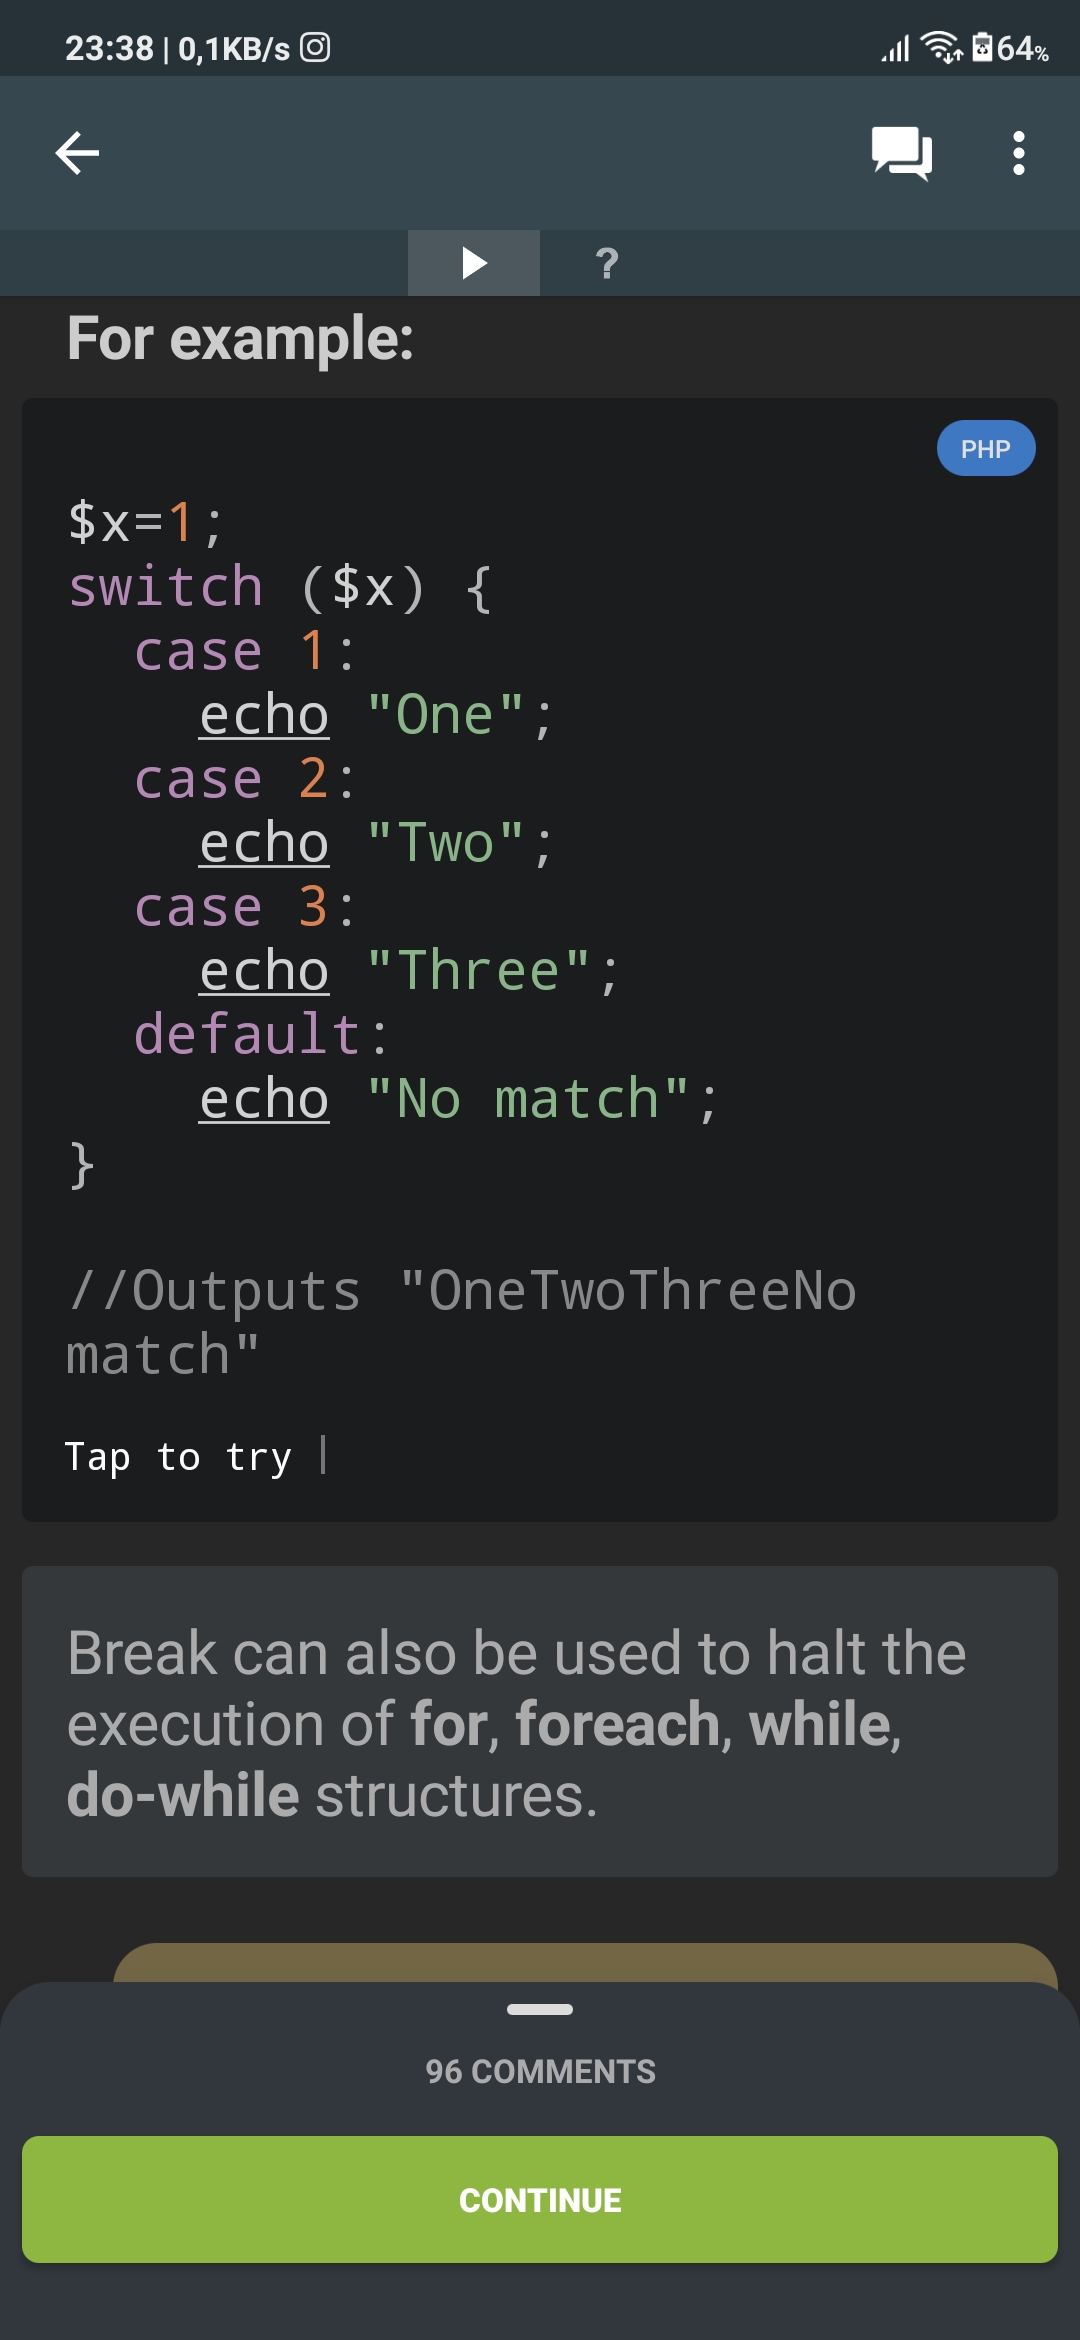 23:38 | 0,1KB/s 64%
?
For example:
PHP
$x=1;
switch ($x) {
case 1:
echo "One";
case 2:
echo "Two";
case 3:
echo "Three";
default:
echo "No match";
}
//Outputs "OneTwoThreeNo
match"
Tap to try |
Break can also be used to halt the
execution of for, foreach, while,
do-while structures.
96 COMMENTS
CONTINUE